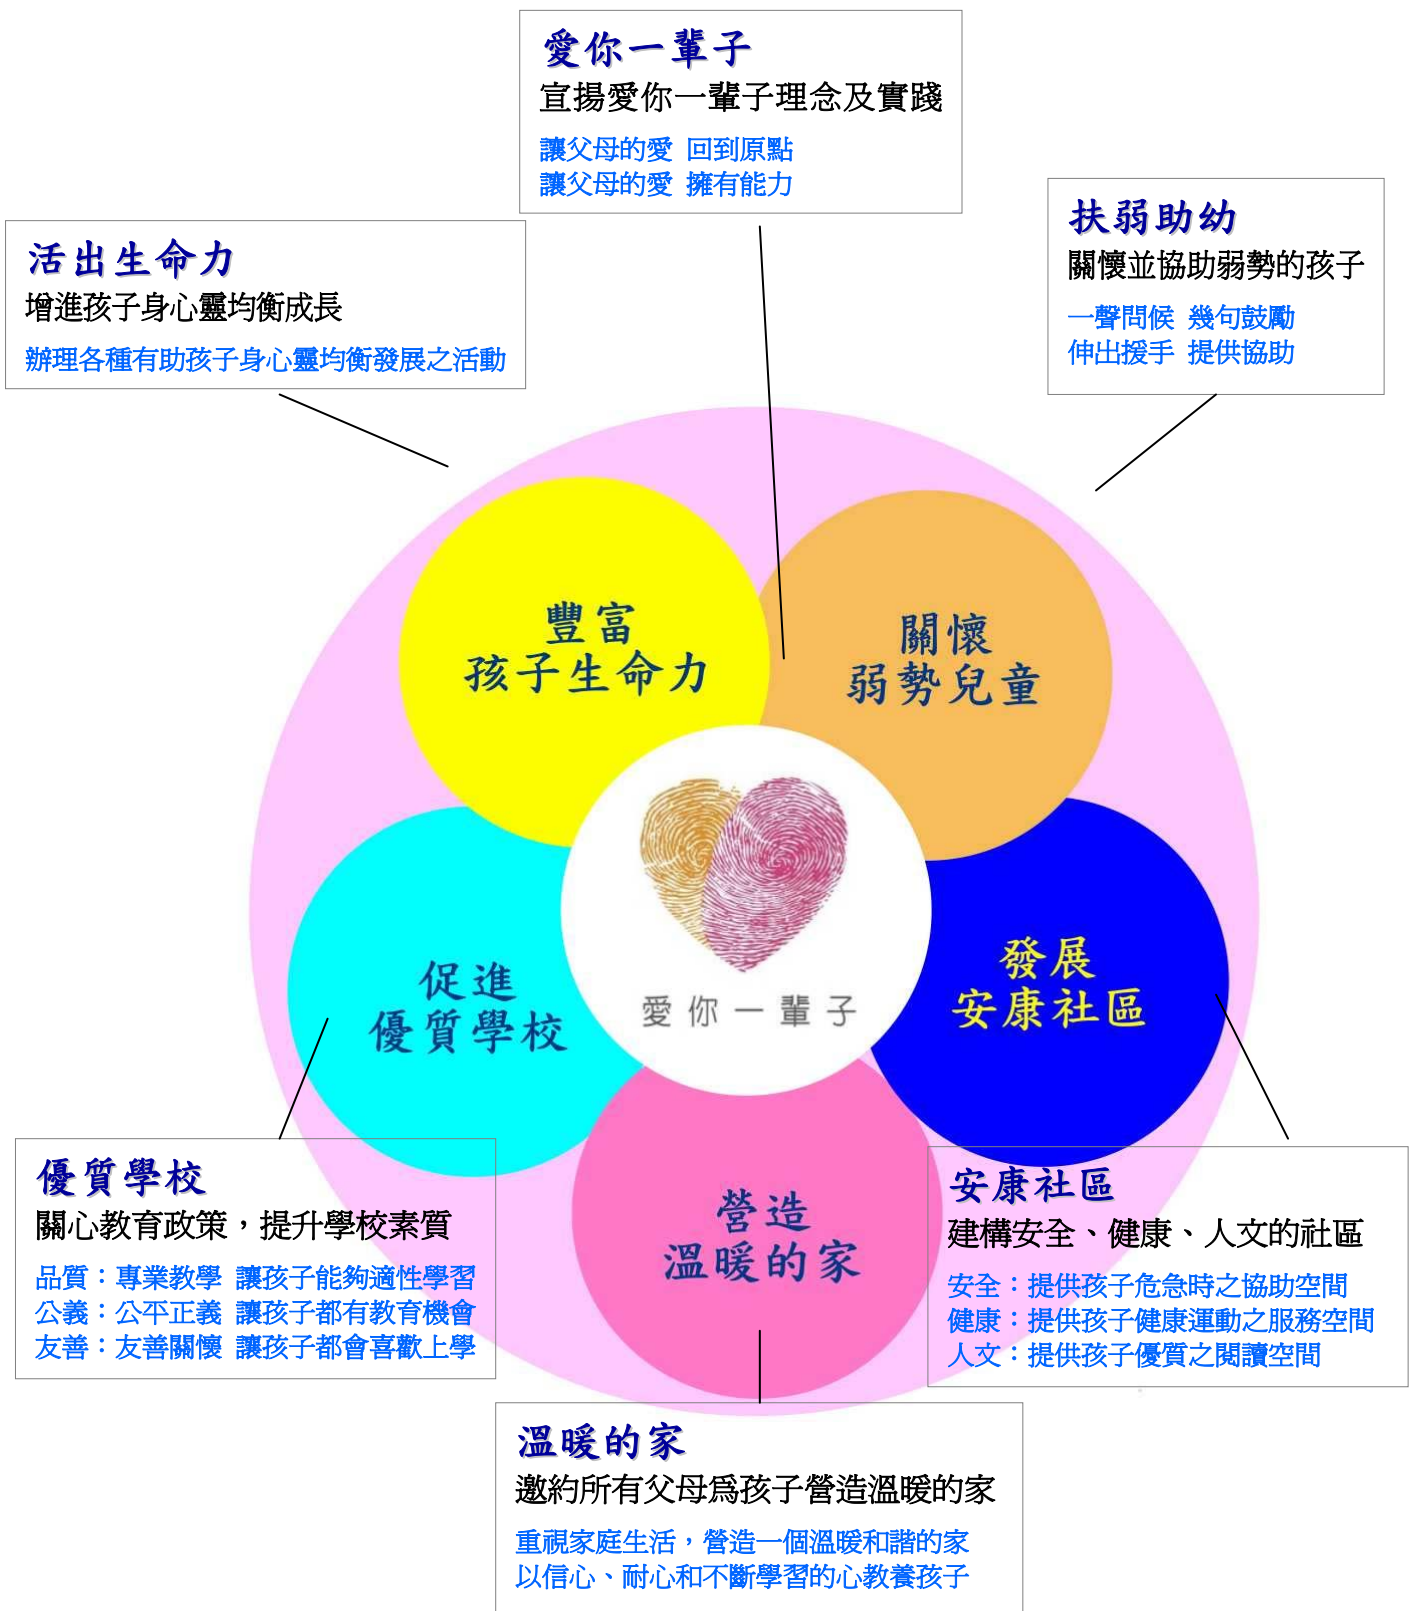 愛你一輩子
宣揚愛你一輩子理念及實踐
讓父母的愛 回到原點
讓父母的愛 擁有能力
扶弱助幼
關懷並協助弱勢的孩子
一聲問候 幾句鼓勵
伸出援手 提供協助
活出生命力
增進孩子身心靈均衡成長
辦理各種有助孩子身心靈均衡發展之活動
豐富
孩子生命力
關懷
弱勢兒童
促進
優質學校
愛你一輩子
發展
安康社區
營造
溫暖的家
優質學校
關心教育政策，提升學校素質
品質：專業教學 讓孩子能夠適性學習
公義：公平正義 讓孩子都有教育機會
友善：友善關懷 讓孩子都會喜歡上學
安康社區
建構安全、健康、人文的社區
安全：提供孩子危急時之協助空間
健康：提供孩子健康運動之服務空間
人文：提供孩子優質之閱讀空間
溫暖的家
邀約所有父母為孩子營造溫暖的家
重視家庭生活，營造一個溫暖和諧的家
以信心、耐心和不斷學習的心教養孩子